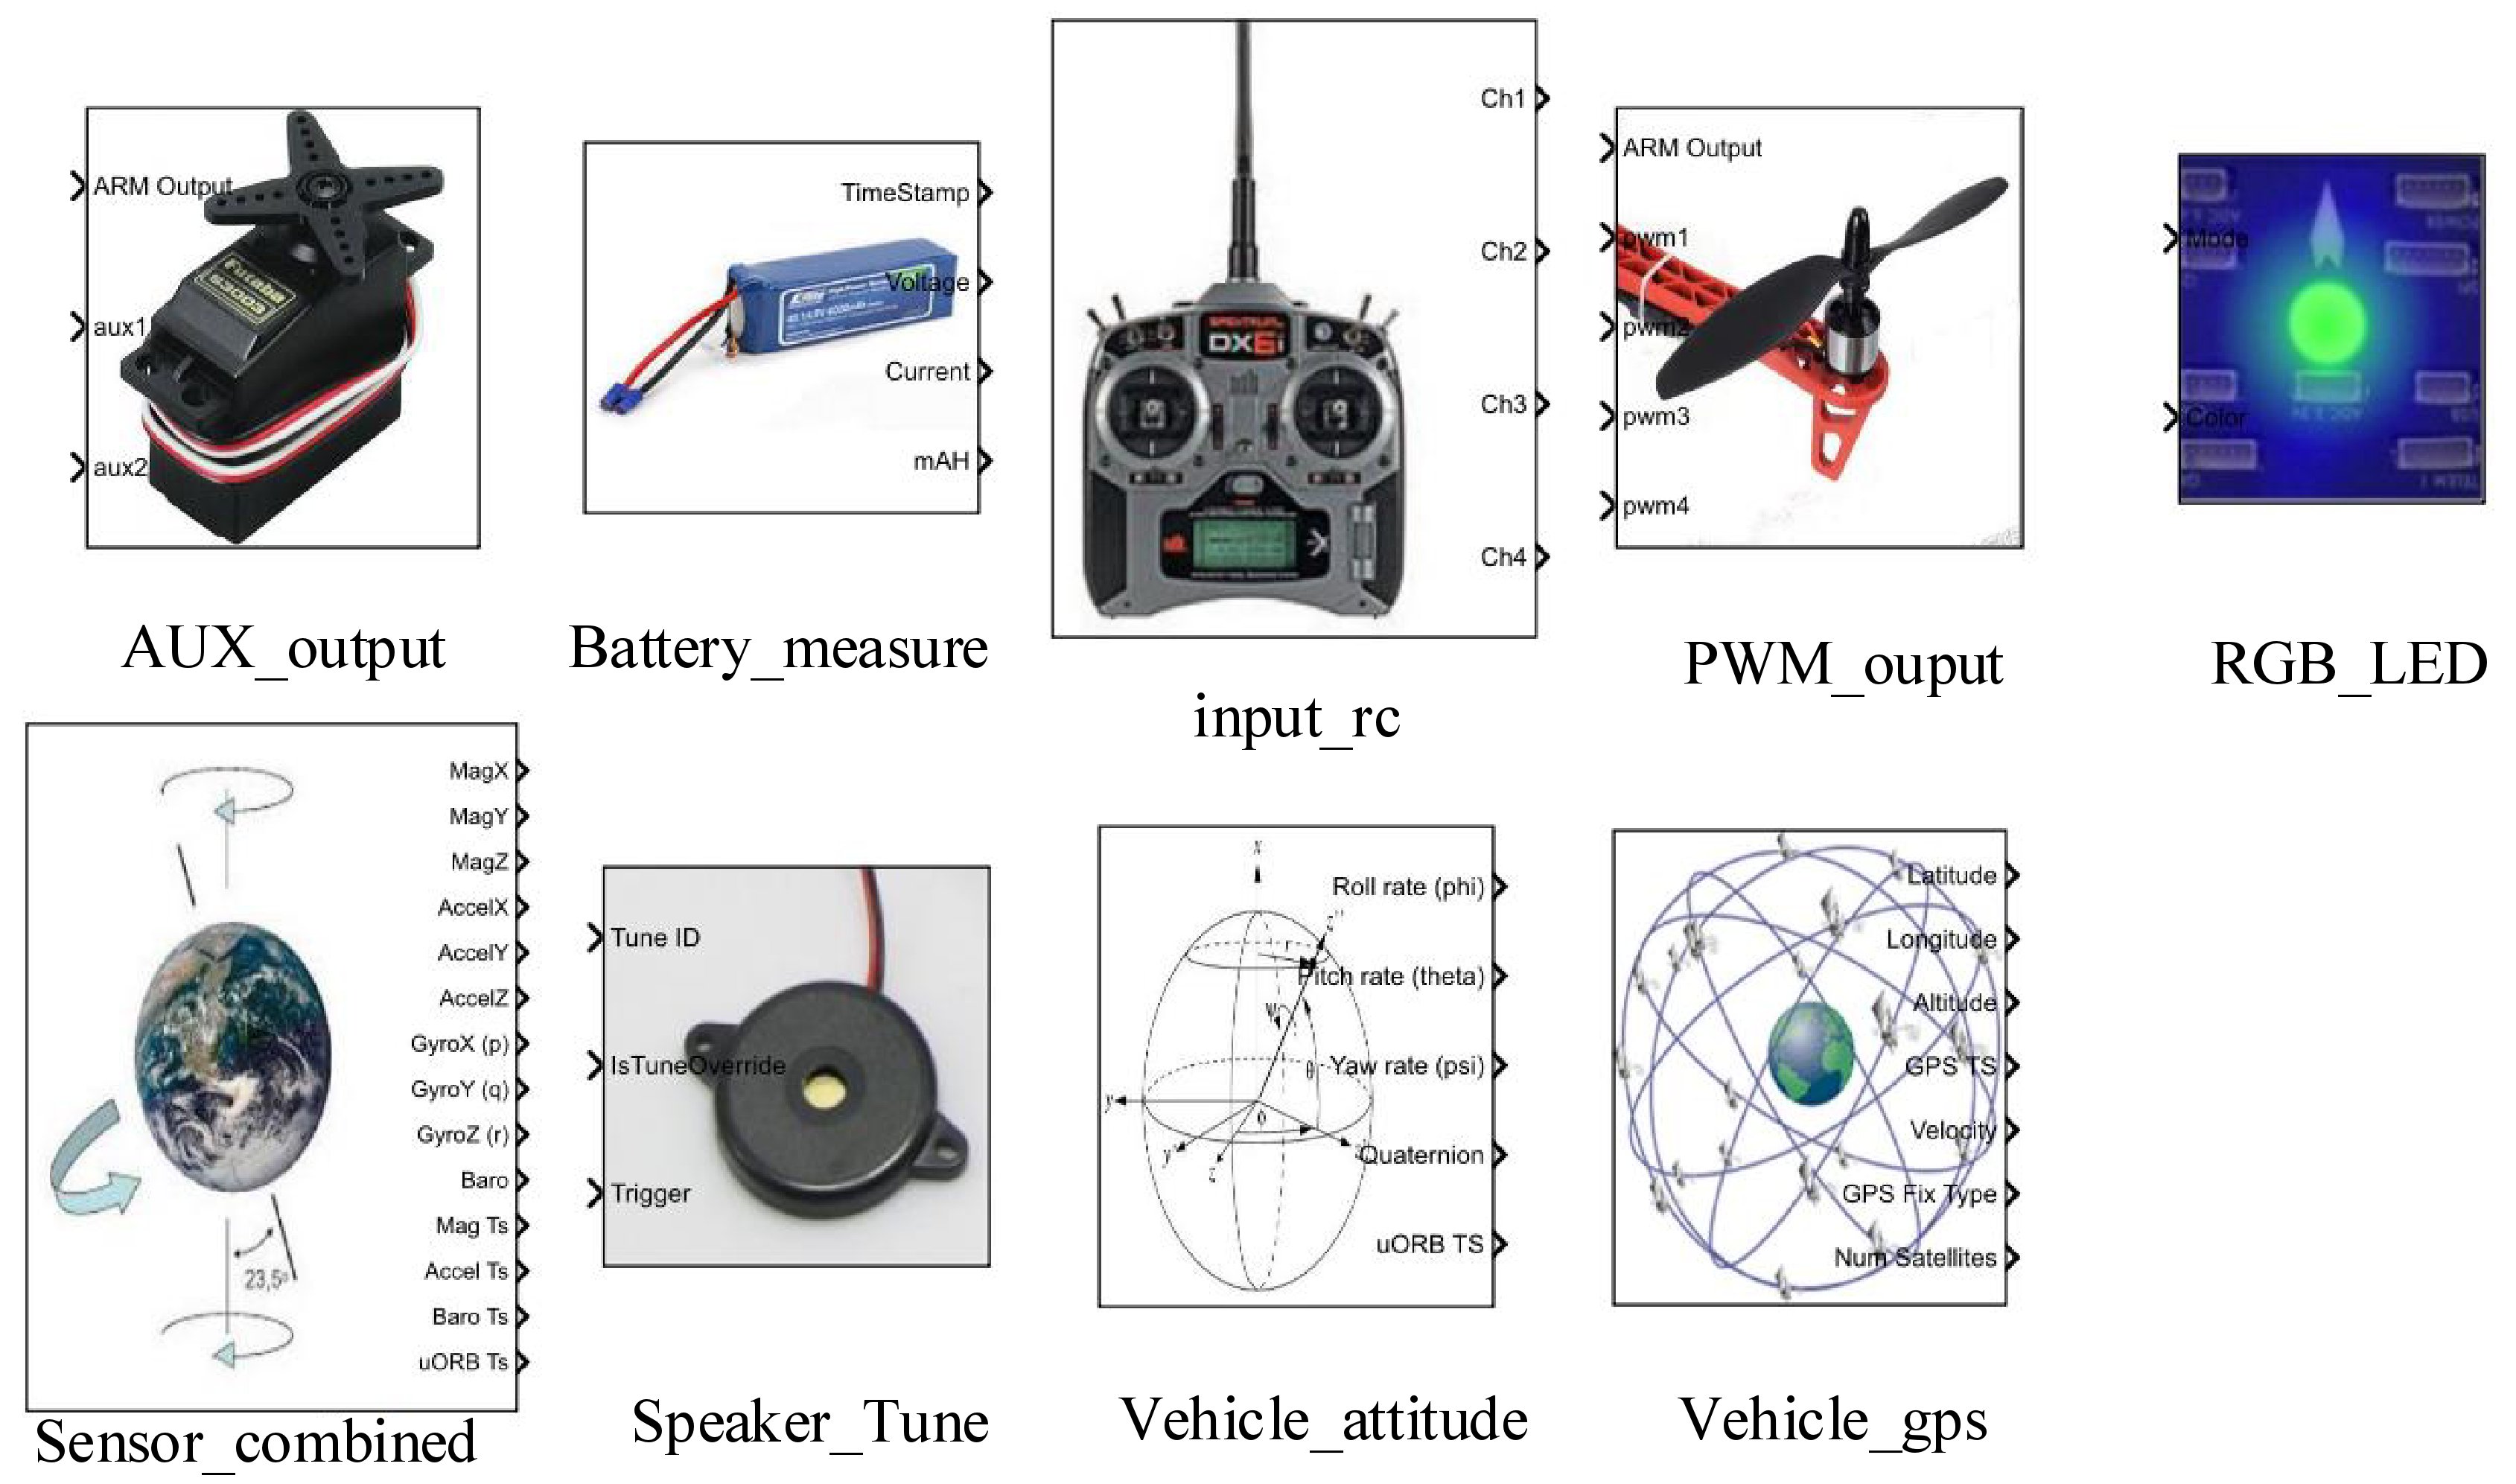 ARM Output
aux1
aux2
Futaba
S3003
AUX_output
TimeStamp
Voltage
Current
mAH
Battery_measure
Ch1
Ch2
Ch3
Ch4
DX6i
input_rc
ARM Output
pwm1
pwm2
pwm3
pwm4
PWM_ouput
Mode
Color
RGB_LED
MagX
MagY
MagZ
AccelX
AccelY
AccelZ
GyroX (p)
GyroY (q)
GyroZ (r)
Baro
Mag Ts
Accel Ts
Baro Ts
uORB Ts
23,5º
Sensor_combined
Tune ID
IsTuneOverride
Trigger
Speaker_Tune
Roll rate (phi)
Pitch rate (theta)
Yaw rate (psi)
Quaternion
uORB TS
Vehicle_attitude
Latitude
Longitude
Altitude
GPS TS
Velocity
GPS Fix Type
Num Satellites
Vehicle_gps